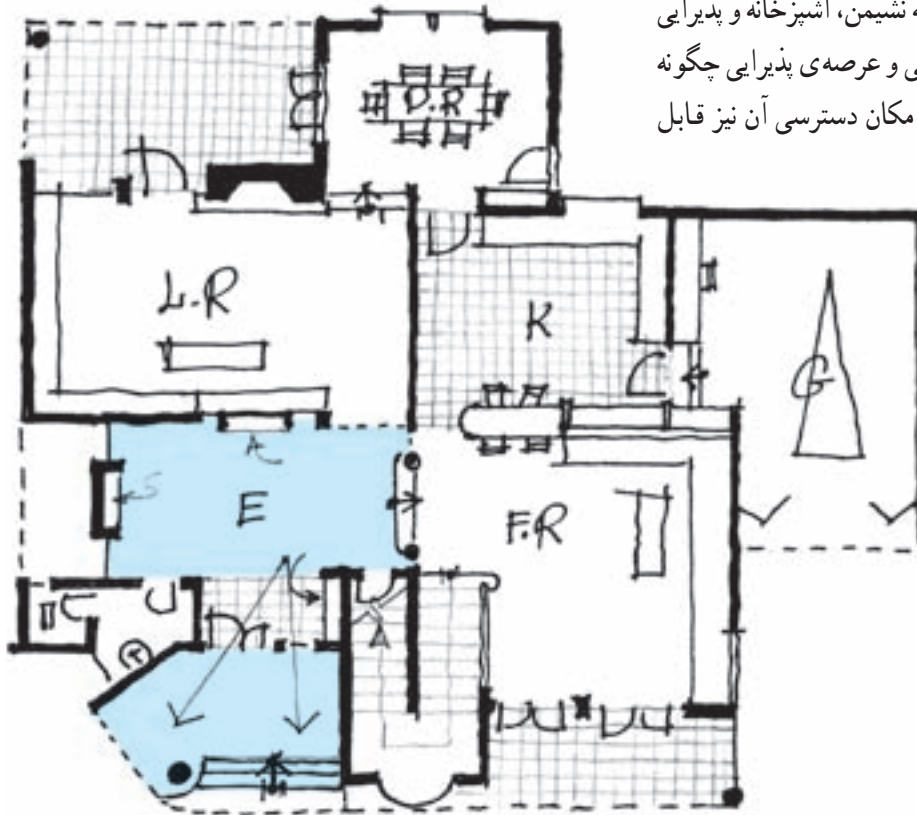 ه نشیمن، آشپزخانه و پذیرایی
ی و عرصه‌ی پذیرایی چگونه
مکان دسترسی آن نیز قابل
D.R
L.R
K
G
A
S
E
F.R